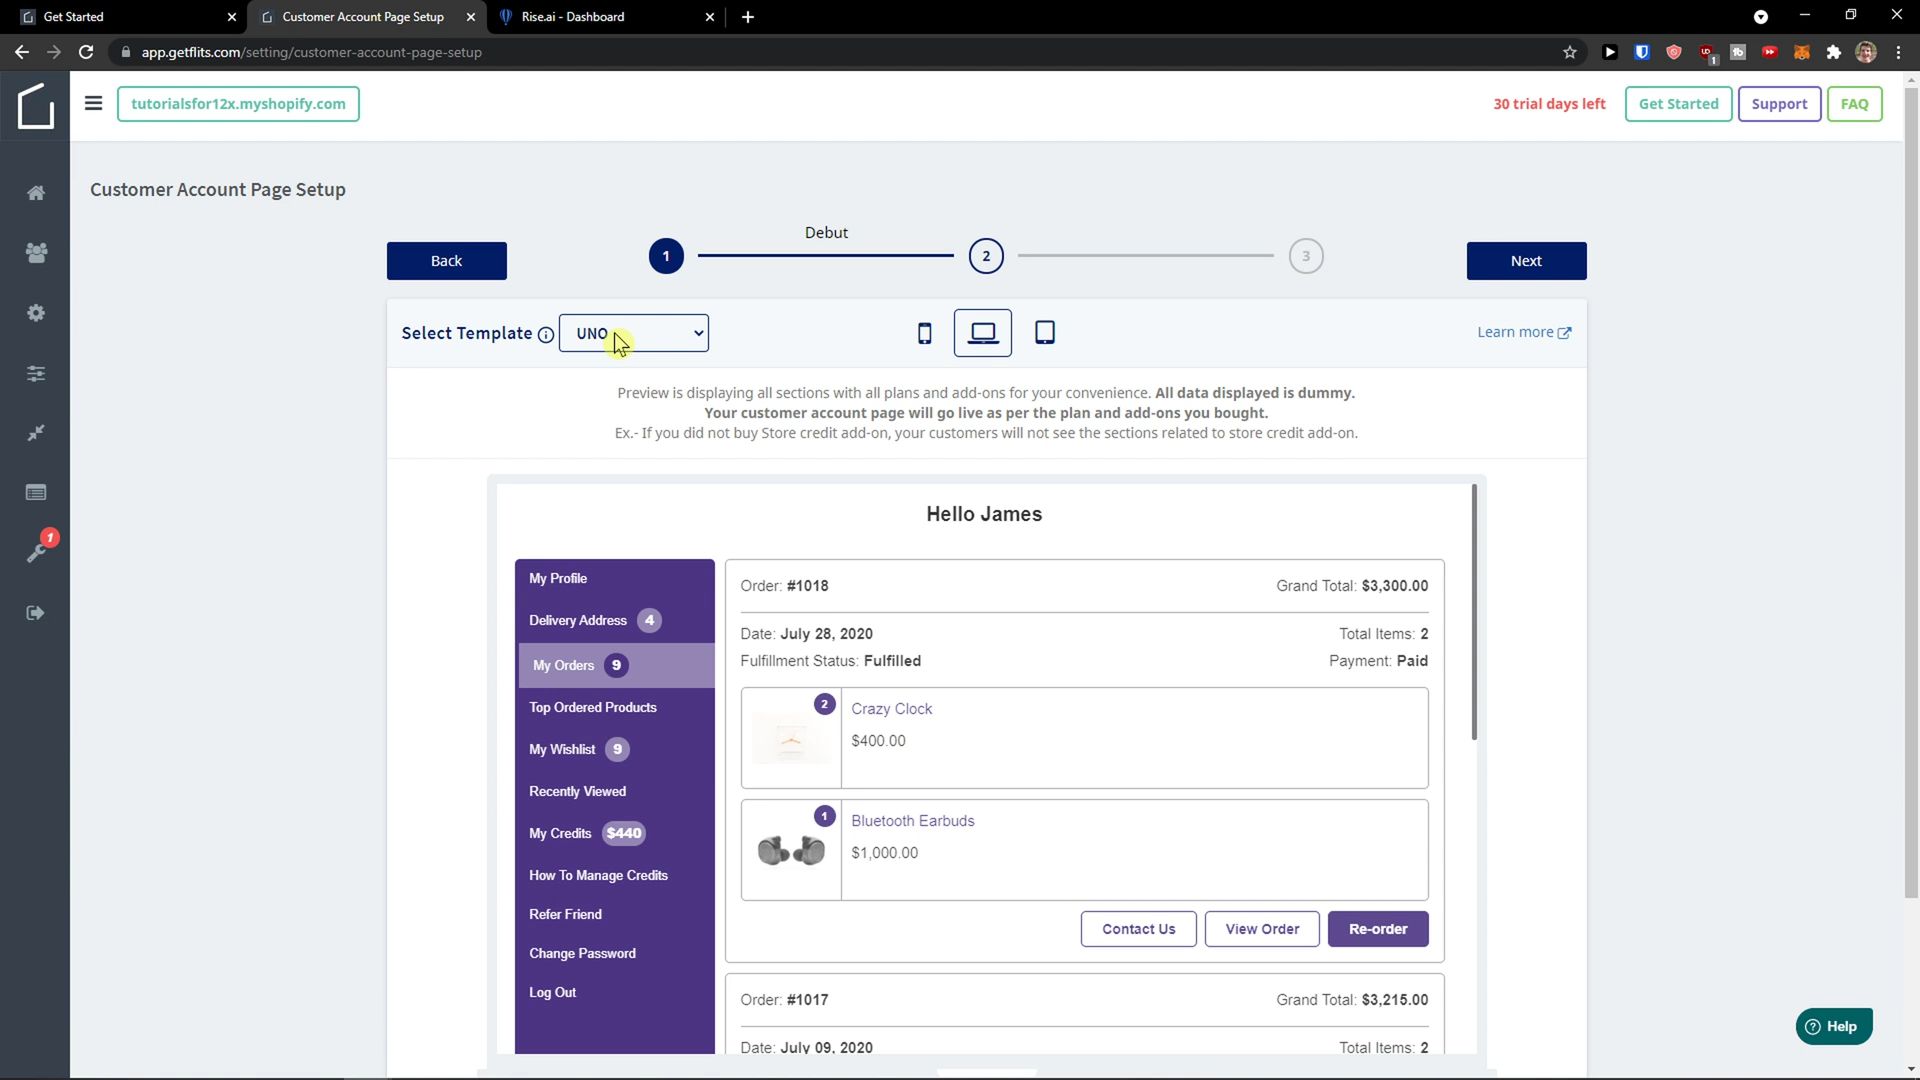 Get Started
Customer Account Page Setup
Rise.ai - Dashboard
app.getflits.com/setting/customer-account-page-setup
tutorialsfor12x.myshopify.com
30 trial days left
Get Started
Support
FAQ
Customer Account Page Setup
Back
1
Debut
2
3
Next
Select Template
UNO
Learn more
Preview is displaying all sections with all plans and add-ons for your convenience. All data displayed is dummy.
Your customer account page will go live as per the plan and add-ons you bought.
Ex.- If you did not buy Store credit add-on, your customers will not see the sections related to store credit add-on.
1
Hello James
My Profile
Delivery Address 4
My Orders 9
Top Ordered Products
My Wishlist 9
Recently Viewed
My Credits $440
How To Manage Credits
Refer Friend
Change Password
Log Out
Order: #1018
Grand Total: $3,300.00
Date: July 28, 2020
Total Items: 2
Fulfillment Status: Fulfilled
Payment: Paid
2
Crazy Clock
$400.00
1
Bluetooth Earbuds
$1,000.00
Contact Us
View Order
Re-order
Order: #1017
Grand Total: $3,215.00
Date: July 09, 2020
Total Items: 2
Help